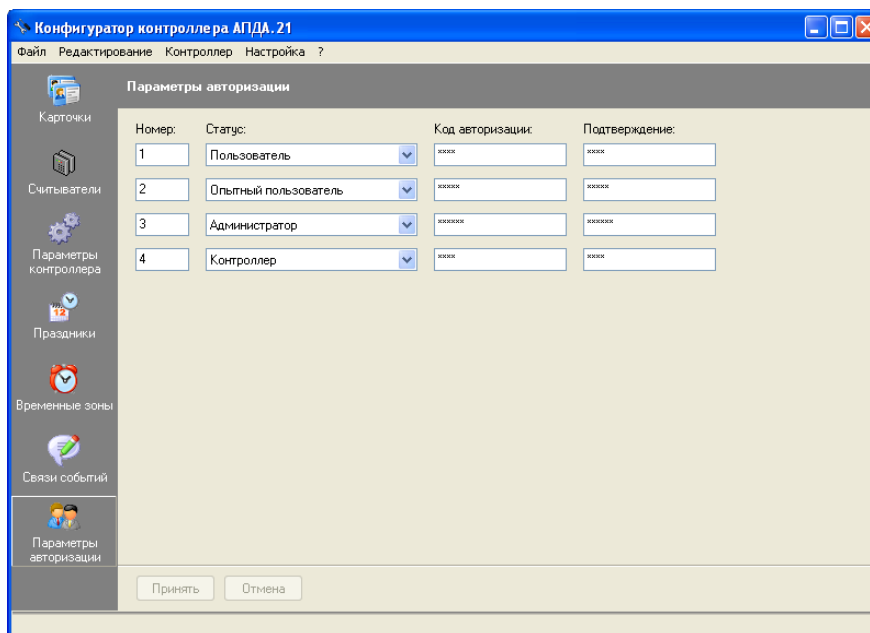 Конфигуратор контроллера АПДА.21
Файл Редактирование Контроллер Настройка ?
Параметры авторизации
Карточки
Считыватели
Параметры
контроллера
12
Праздники
Временные зоны
Связи событий
Параметры
авторизации
Номер: Статус: Код авторизации: Подтверждение:
1 Пользователь **** ****
2 Опытный пользователь ***** *****
3 Администратор ****** ******
4 Контроллер **** ****
Принять Отмена